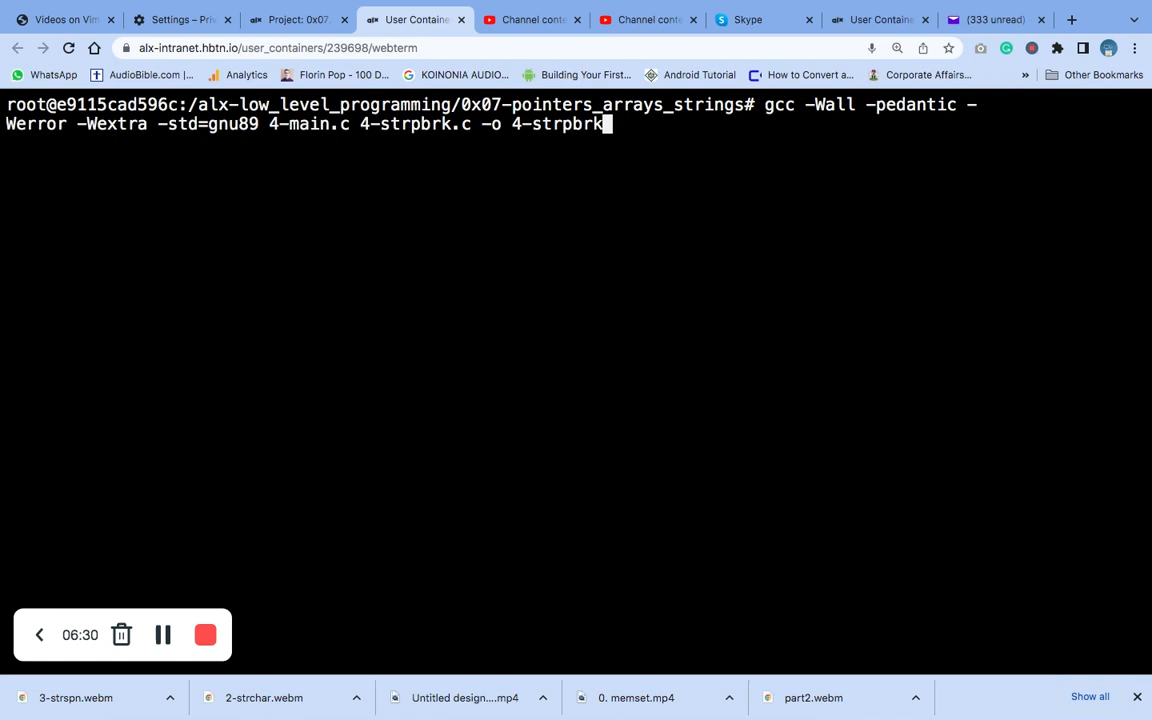 Videos on Vim
Settings – Priv
Project: 0x07.
User Containe
Channel conte
Channel conte
Skype
User Containe
(333 unread)
alx-intranet.hbtn.io/user_containers/239698/webterm
WhatsApp
AudioBible.com |...
Analytics
Florin Pop - 100 D...
KOINONIA AUDIO...
Building Your First...
Android Tutorial
How to Convert a...
Corporate Affairs...
»
Other Bookmarks
root@e9115cad596c:/alx-low_level_programming/0x07-pointers_arrays_strings# gcc -Wall -pedantic -
Werror -Wextra -std=gnu89 4-main.c 4-strpbrk.c -o 4-strpbrk
06:30
3-strspn.webm
2-strchar.webm
Untitled design....mp4
0. memset.mp4
part2.webm
Show all